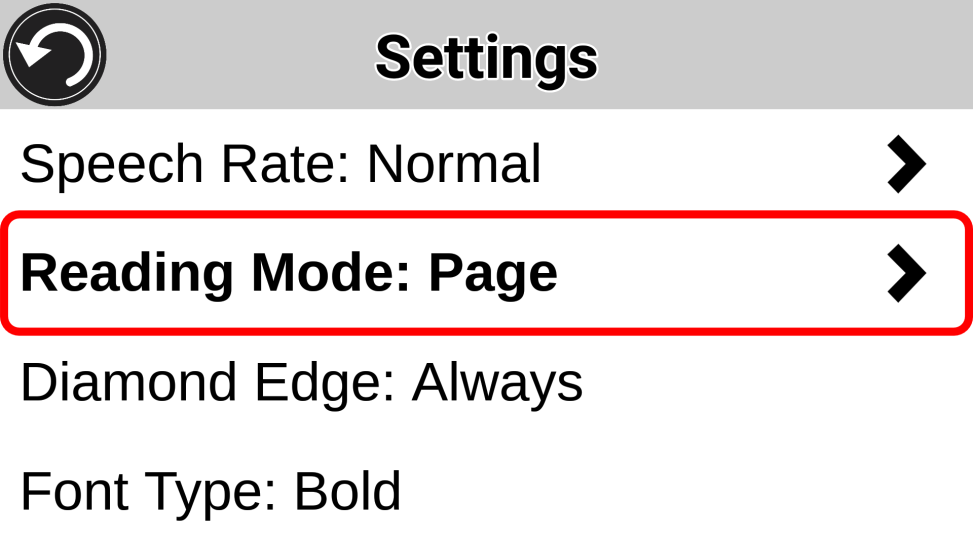 Settings
Speech Rate: Normal
Reading Mode: Page
Diamond Edge: Always
Font Type: Bold